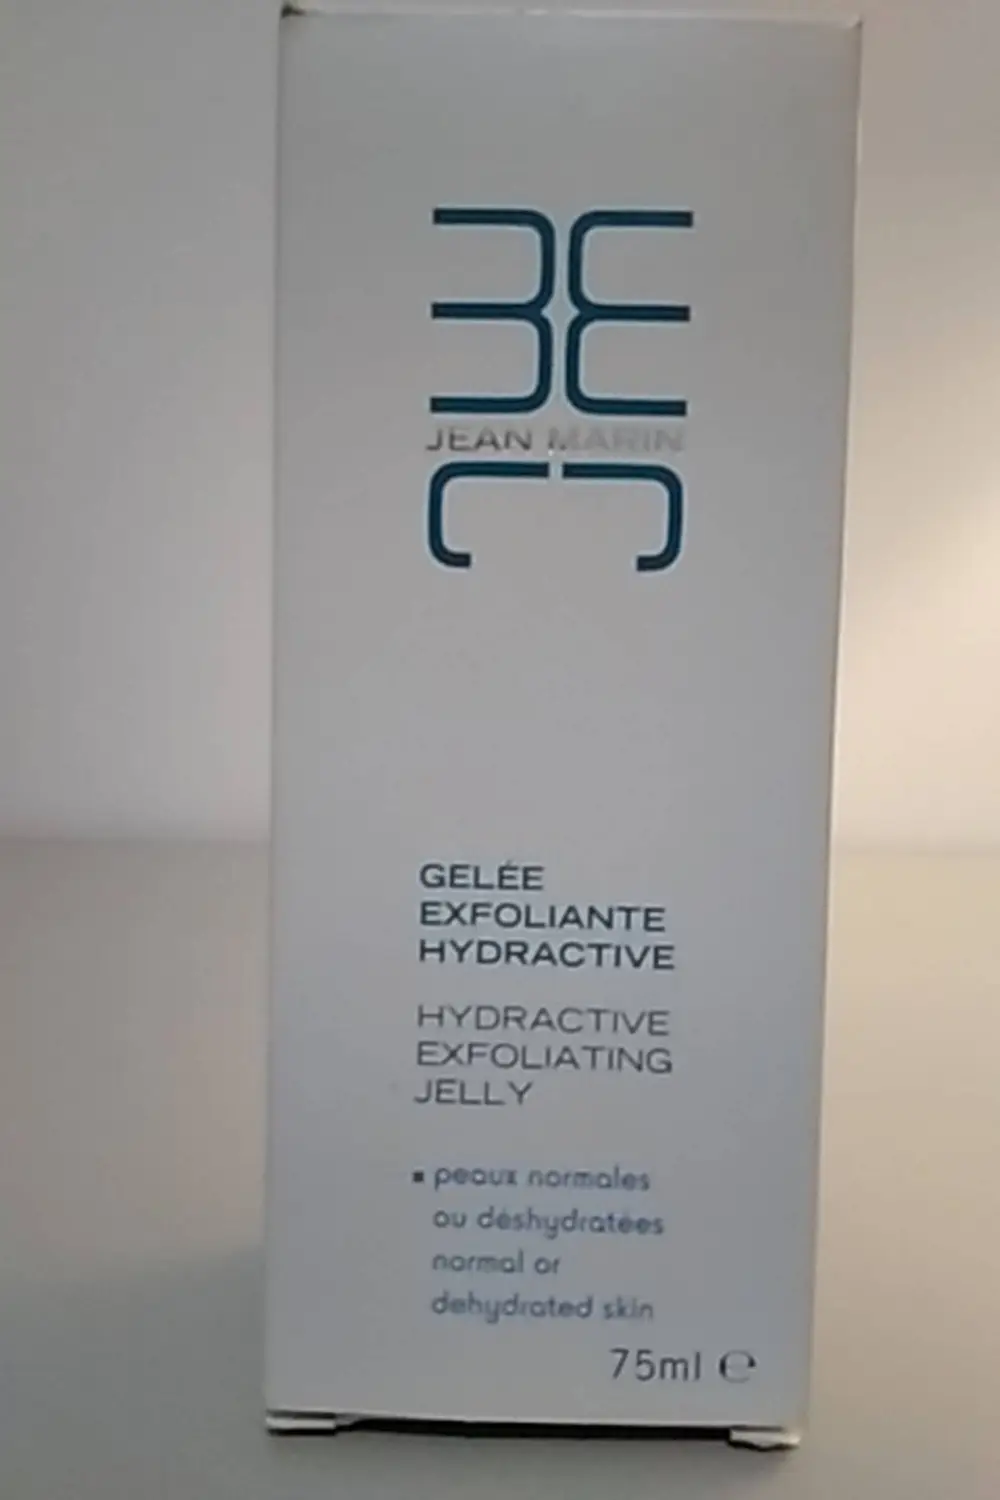 JEAN MARIN
GELÉE
EXFOLIANTE
HYDRACTIVE
HYDRACTIVE
EXFOLIATING
JELLY
▪ peaux normales
ou déshydratées
normal or
dehydrated skin
75ml ℮